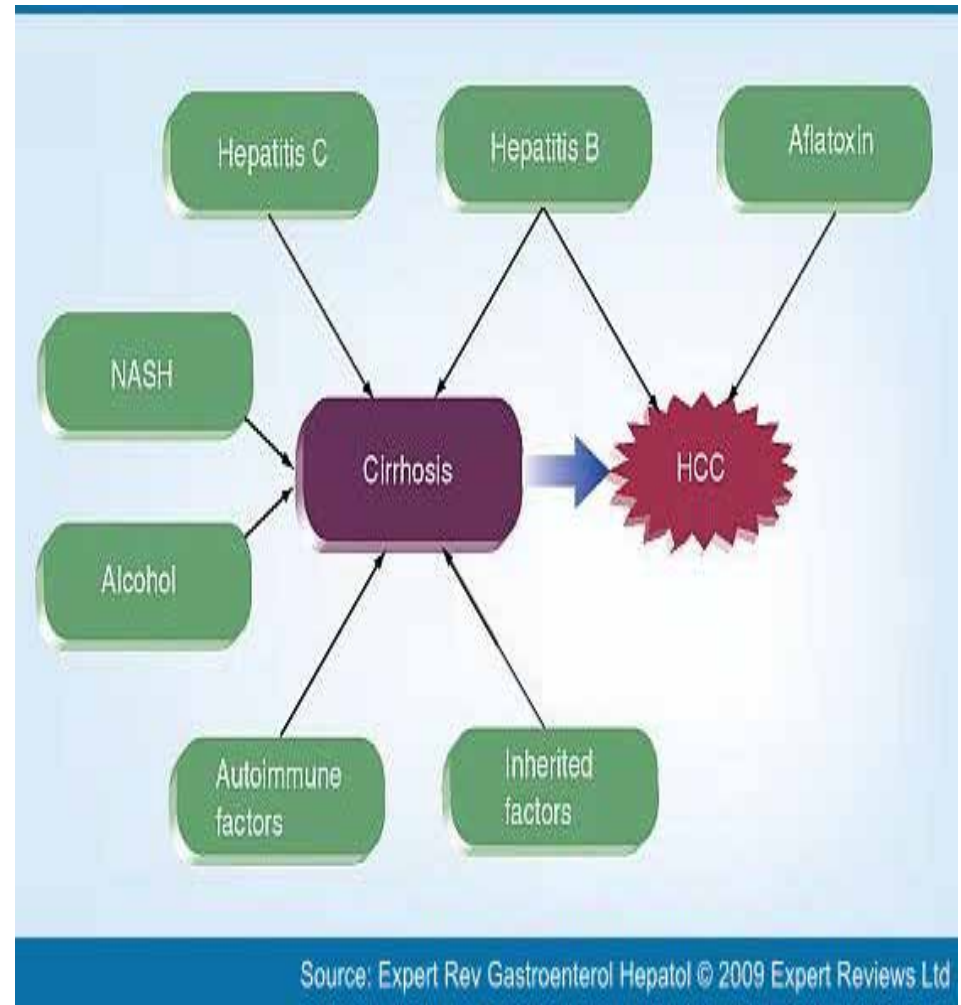 Hepatitis C
Hepatitis B
Aflatoxin
NASH
Cirrhosis
HCC
Alcohol
Autoimmune
factors
Inherited
factors
Source: Expert Rev Gastroenterol Hepatol © 2009 Expert Reviews Ltd